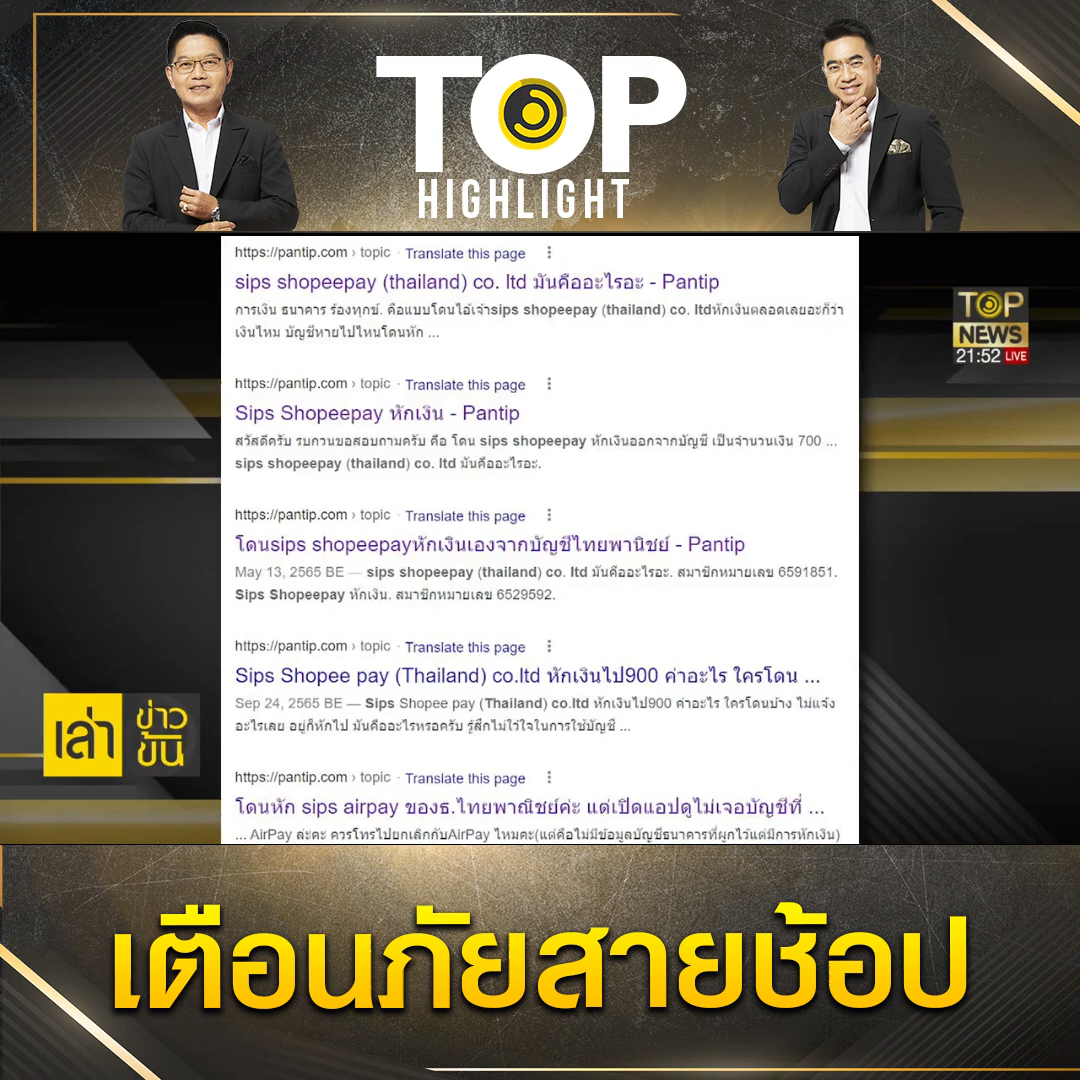 TOP
HIGHLIGHT
https://pantip.com › topic · Translate this page
sips shopeepay (thailand) co. ltd มันคืออะไรอะ - Pantip
การเงิน ธนาคาร ร้องทุกข์. คือแบบโดนไอ้เจ้าsips shopeepay (thailand) co. ltdหักเงินตลอดเลยอะก็ว่า
เงินไหม บัญชีหายไปไหนโดนหัก ...
TOP
NEWS
21:52 LIVE
https://pantip.com › topic · Translate this page
Sips Shopeepay หักเงิน - Pantip
สวัสดีครับ รบกวนขอสอบถามครับ คือ โดน sips shopeepay หักเงินออกจากบัญชี เป็นจำนวนเงิน 700 ...
sips shopeepay (thailand) co. ltd มันคืออะไรอะ.
https://pantip.com › topic · Translate this page
โดนsips shopeepayหักเงินเองจากบัญชีไทยพานิชย์ - Pantip
May 13, 2565 BE — sips shopeepay (thailand) co. ltd มันคืออะไรอะ. สมาชิกหมายเลข 6591851.
Sips Shopeepay หักเงิน. สมาชิกหมายเลข 6529592.
https://pantip.com › topic · Translate this page
Sips Shopee pay (Thailand) co.ltd หักเงินไป900 ค่าอะไร ใครโดน ...
Sep 24, 2565 BE — Sips Shopee pay (Thailand) co.ltd หักเงินไป900 ค่าอะไร ใครโดนบ้าง ไม่แจ้ง
อะไรเลย อยู่ก็หักไป มันคืออะไรหรอครับ รู้สึกไม่ไว้ใจในการใช้บัญชี ...
เล่า
ข่าว
ข้น
https://pantip.com › topic · Translate this page
โดนหัก sips airpay ของธ.ไทยพาณิชย์ค่ะ แต่เปิดแอปดูไม่เจอบัญชีที่ ...
... AirPay ล่ะคะ ควรโทรไปยกเลิกกับAirPay ไหมคะ(แต่คือไม่มีข้อมูลบัญชีธนาคารที่ผูกไว้แต่มีการหักเงิน)
เตือนภัยสายช้อป